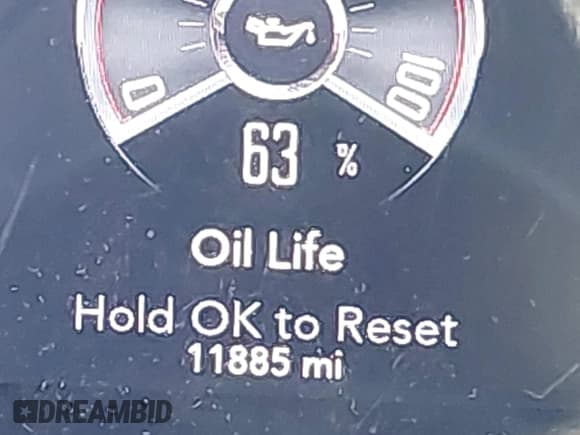 0
100
63 %
Oil Life
Hold OK to Reset
11885 mi
DREAMBID